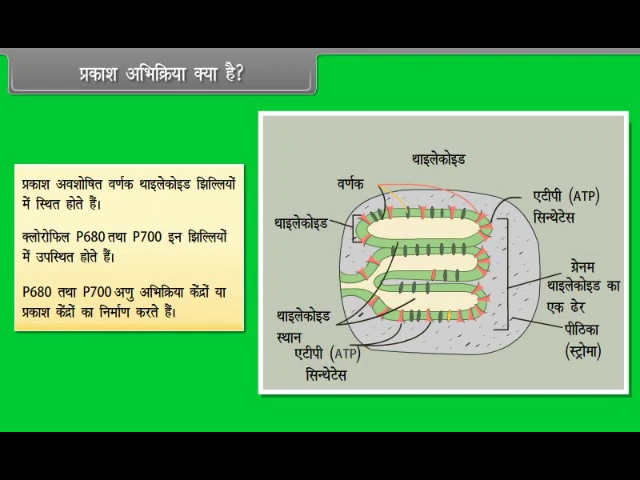 प्रकाश अभिक्रिया क्या है?
प्रकाश अवशोषित वर्णक थाइलेकोइड झिल्लियों
में स्थित होते हैं।
क्लोरोफिल P680 तथा P700 इन झिल्लियों
में उपस्थित होते हैं।
P680 तथा P700 अणु अभिक्रिया केंद्रों या
प्रकाश केंद्रों का निर्माण करते हैं।
थाइलेकोइड
वर्णक
एटीपी (ATP)
सिन्थेटेस
थाइलेकोइड
ग्रेनम
थाइलेकोइड का
एक ढेर
पीठिका
(स्ट्रोमा)
थाइलेकोइड
स्थान
एटीपी (ATP)
सिन्थेटेस